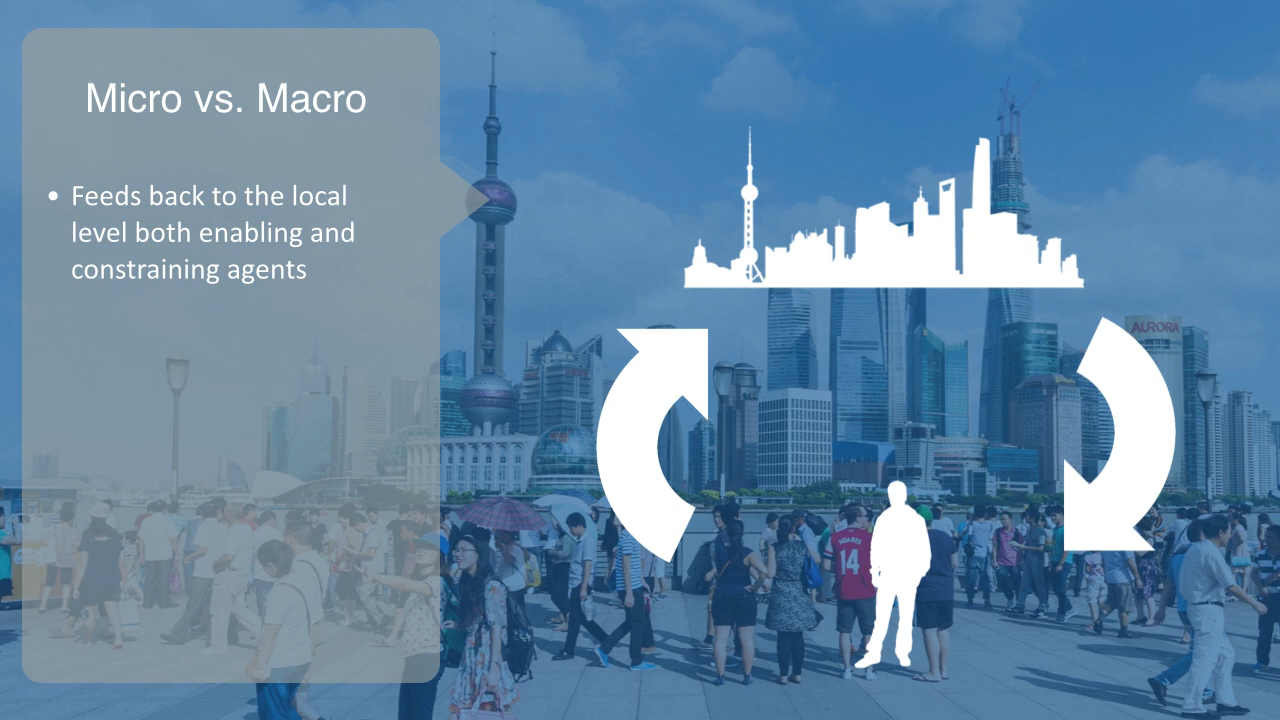 Micro vs. Macro
• Feeds back to the local
level both enabling and
constraining agents
AURORA
SOARES
14